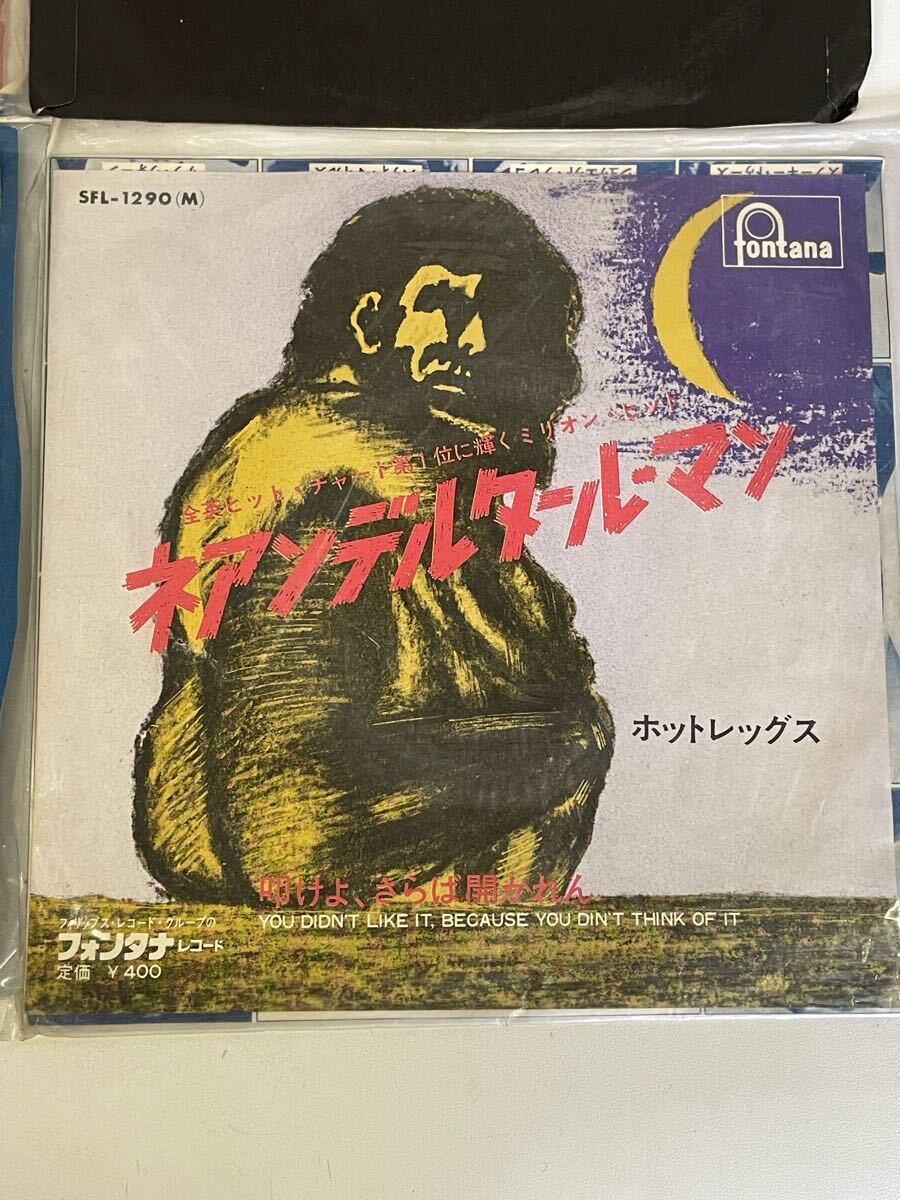 SFL-1290(M)
fontana
全英ヒット・チャート第1位に輝くミリオン・ヒット
ネアンデルタール・マン
ホットレッグス
叩けよ、さらば開かれん
YOU DIDN'T LIKE IT, BECAUSE YOU DIN'T THINK OF IT
フィリップス・レコード・グループの
フォンタナレコード
定価 ¥400